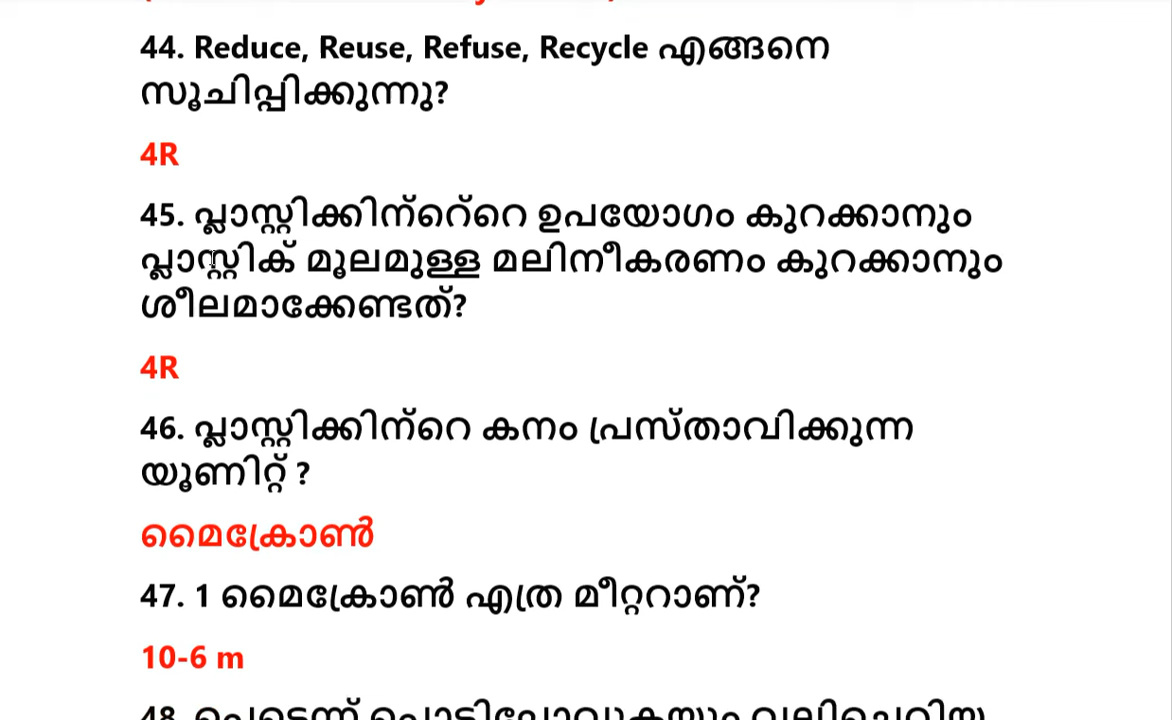 44. Reduce, Reuse, Refuse, Recycle എങ്ങനെ
സൂചിപ്പിക്കുന്നു?
4R
45. പ്ലാസ്റ്റിക്കിന്റെ്റെ ഉപയോഗം കുറക്കാനും
പ്ലാസ്റ്റിക് മൂലമുള്ള മലിനീകരണം കുറക്കാനും
ശീലമാക്കേണ്ടത്?
4R
46. പ്ലാസ്റ്റിക്കിന്റെ കനം പ്രസ്താവിക്കുന്ന
യൂണിറ്റ് ?
മൈക്രോൺ
47. 1 മൈക്രോൺ എത്ര മീറ്ററാണ്?
10-6 m